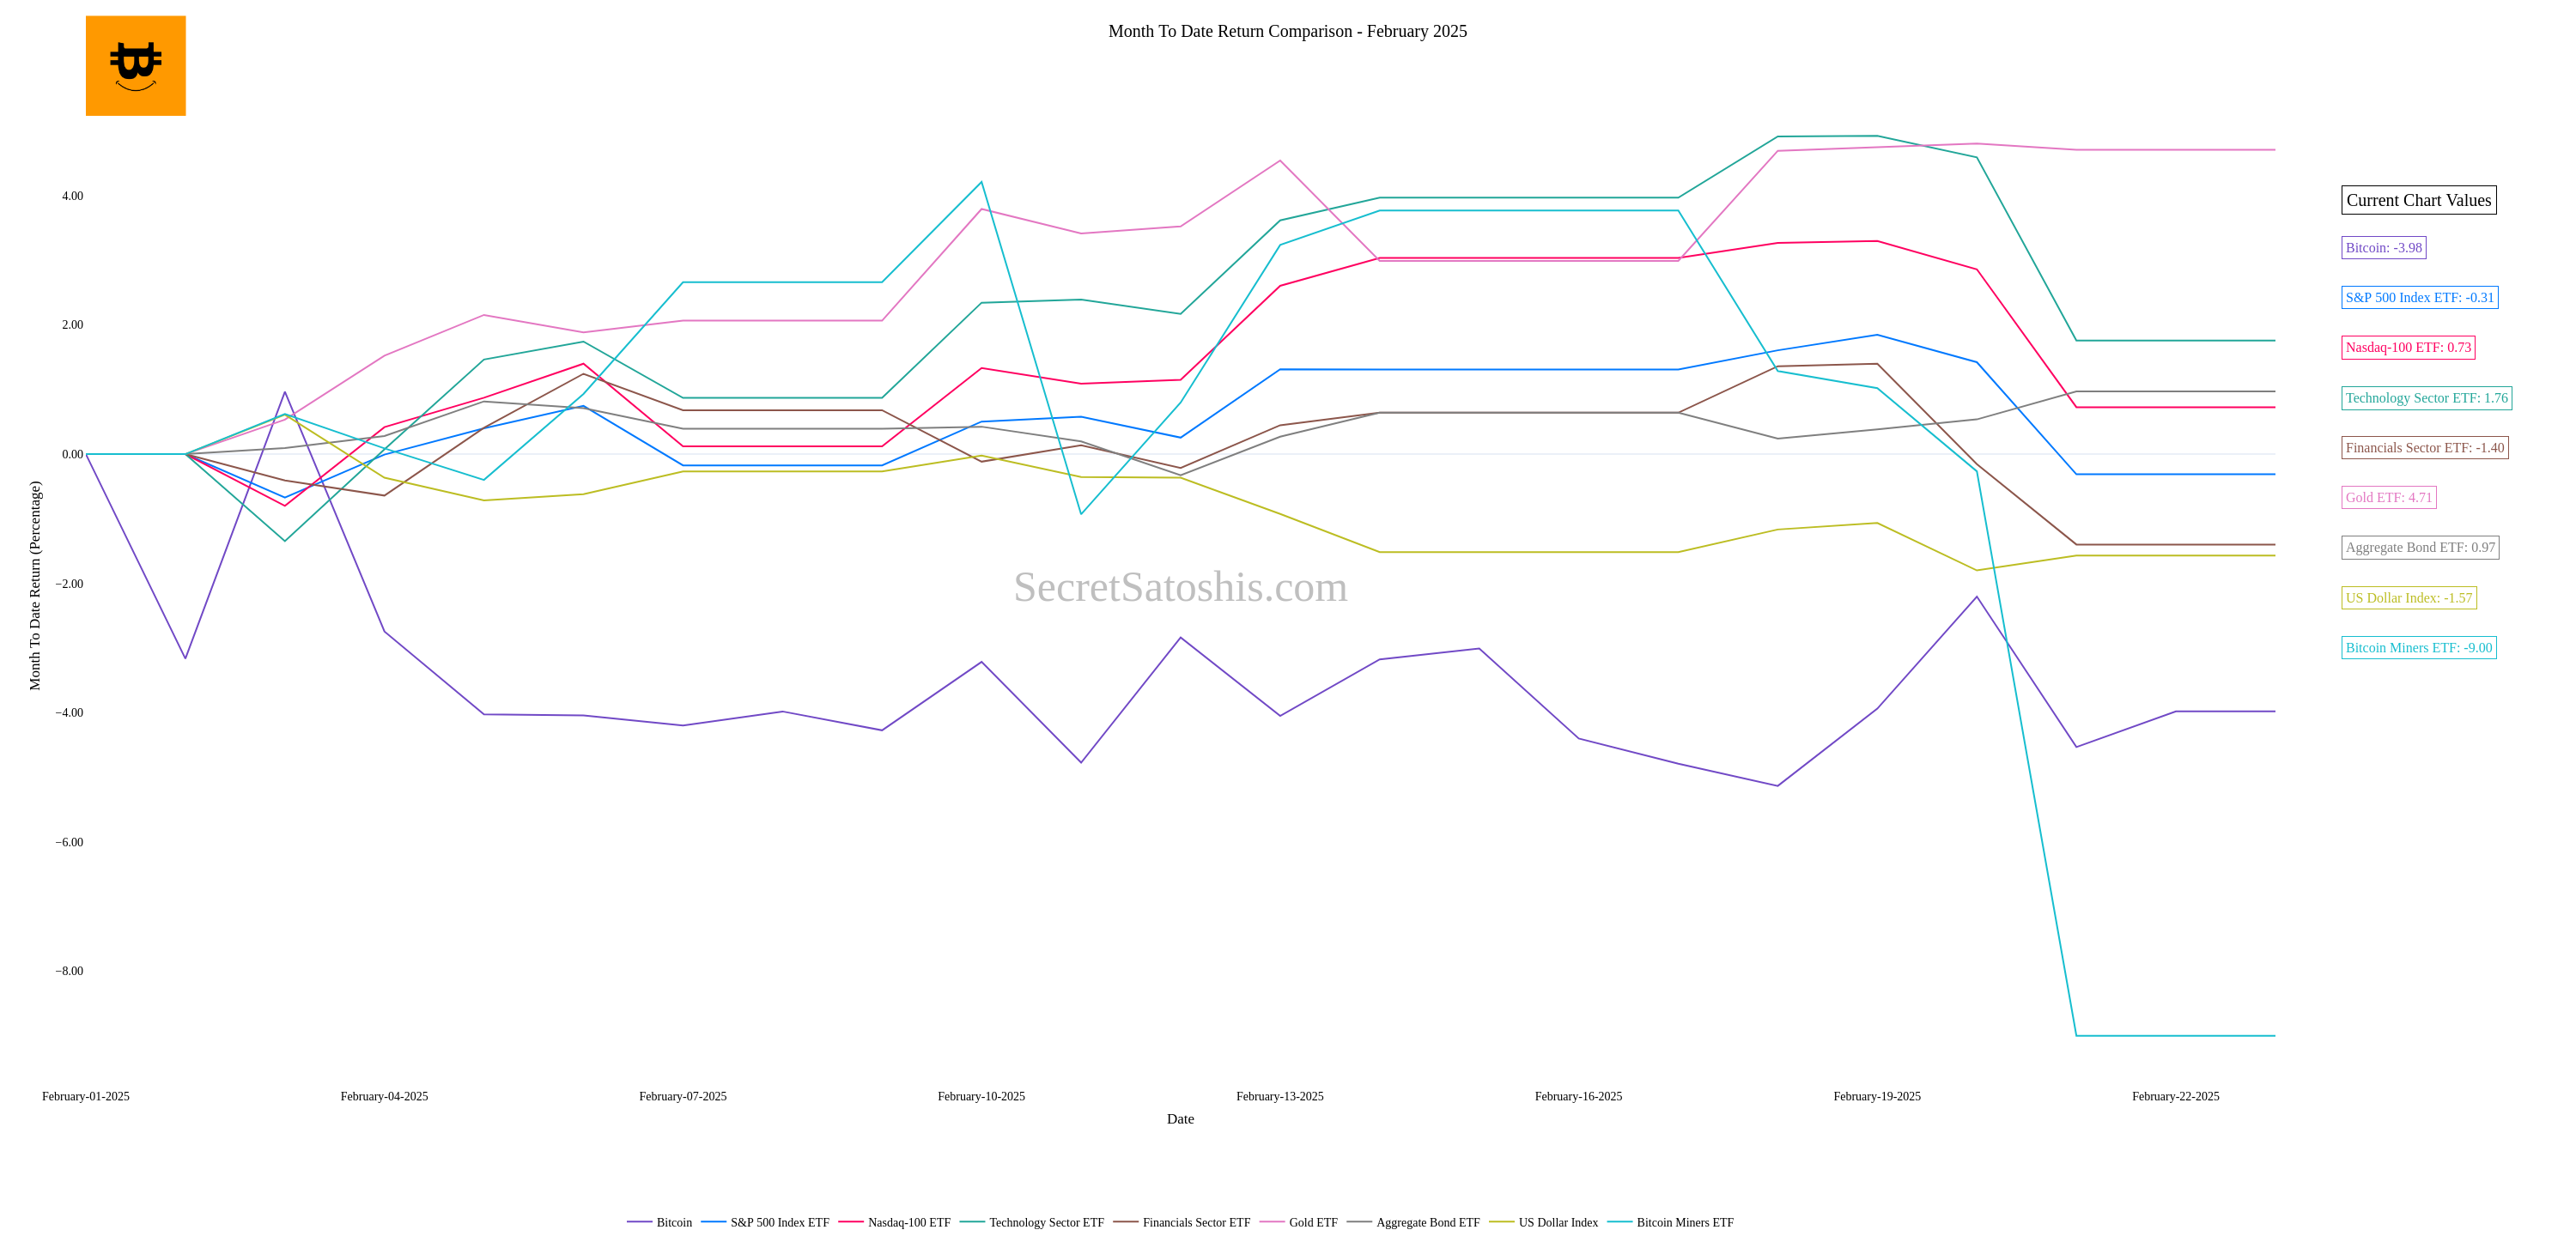 Month To Date Return Comparison - February 2025
4.00
2.00
0.00
−2.00
−4.00
−6.00
−8.00
Month To Date Return (Percentage)
SecretSatoshis.com
Current Chart Values
Bitcoin: -3.98
S&P 500 Index ETF: -0.31
Nasdaq-100 ETF: 0.73
Technology Sector ETF: 1.76
Financials Sector ETF: -1.40
Gold ETF: 4.71
Aggregate Bond ETF: 0.97
US Dollar Index: -1.57
Bitcoin Miners ETF: -9.00
February-01-2025 February-04-2025 February-07-2025 February-10-2025 February-13-2025 February-16-2025 February-19-2025 February-22-2025
Date
Bitcoin S&P 500 Index ETF Nasdaq-100 ETF Technology Sector ETF Financials Sector ETF Gold ETF Aggregate Bond ETF US Dollar Index Bitcoin Miners ETF